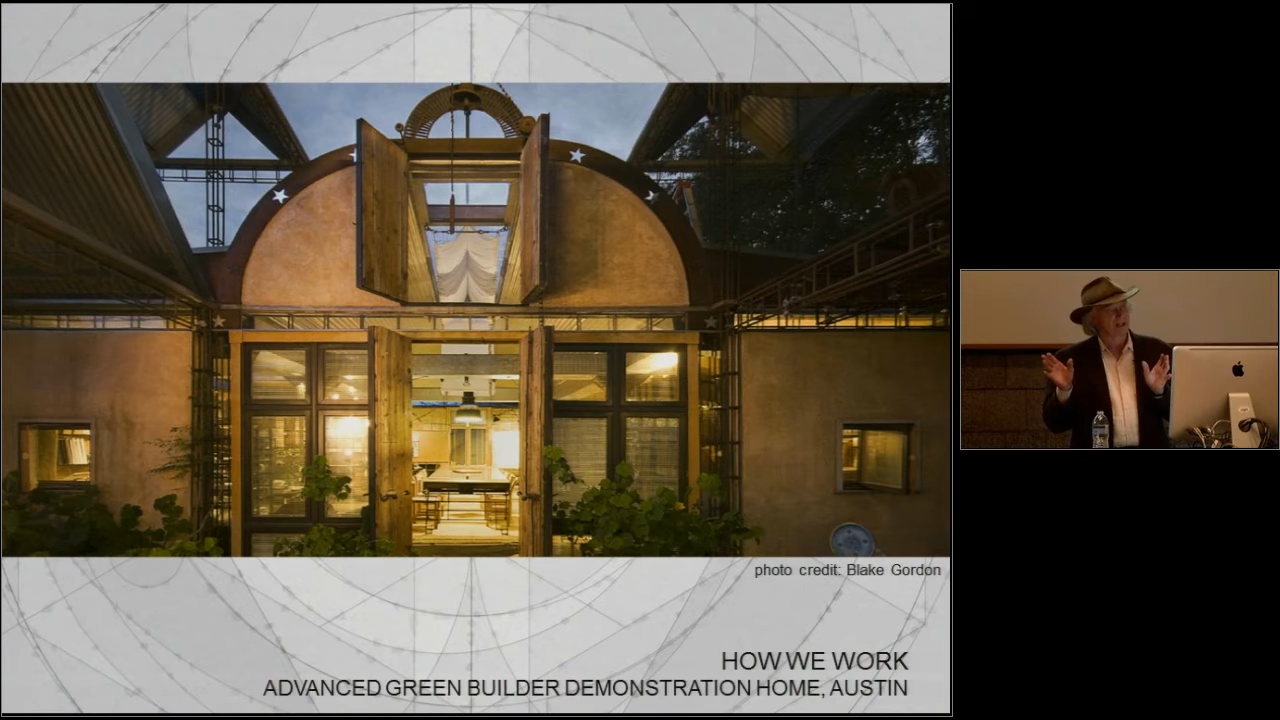 photo credit: Blake Gordon
HOW WE WORK
ADVANCED GREEN BUILDER DEMONSTRATION HOME, AUSTIN